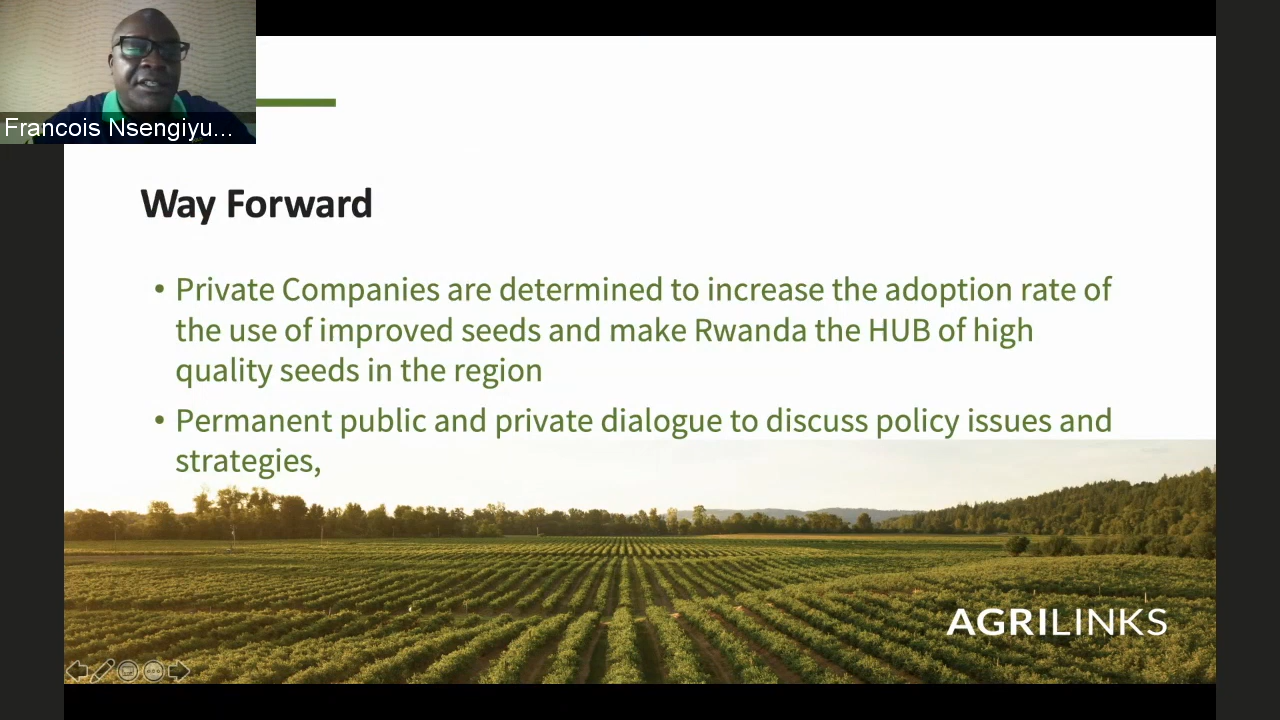 Francois Nsengiyu...
Way Forward
• Private Companies are determined to increase the adoption rate of
the use of improved seeds and make Rwanda the HUB of high
quality seeds in the region
• Permanent public and private dialogue to discuss policy issues and
strategies,
AGRILINKS